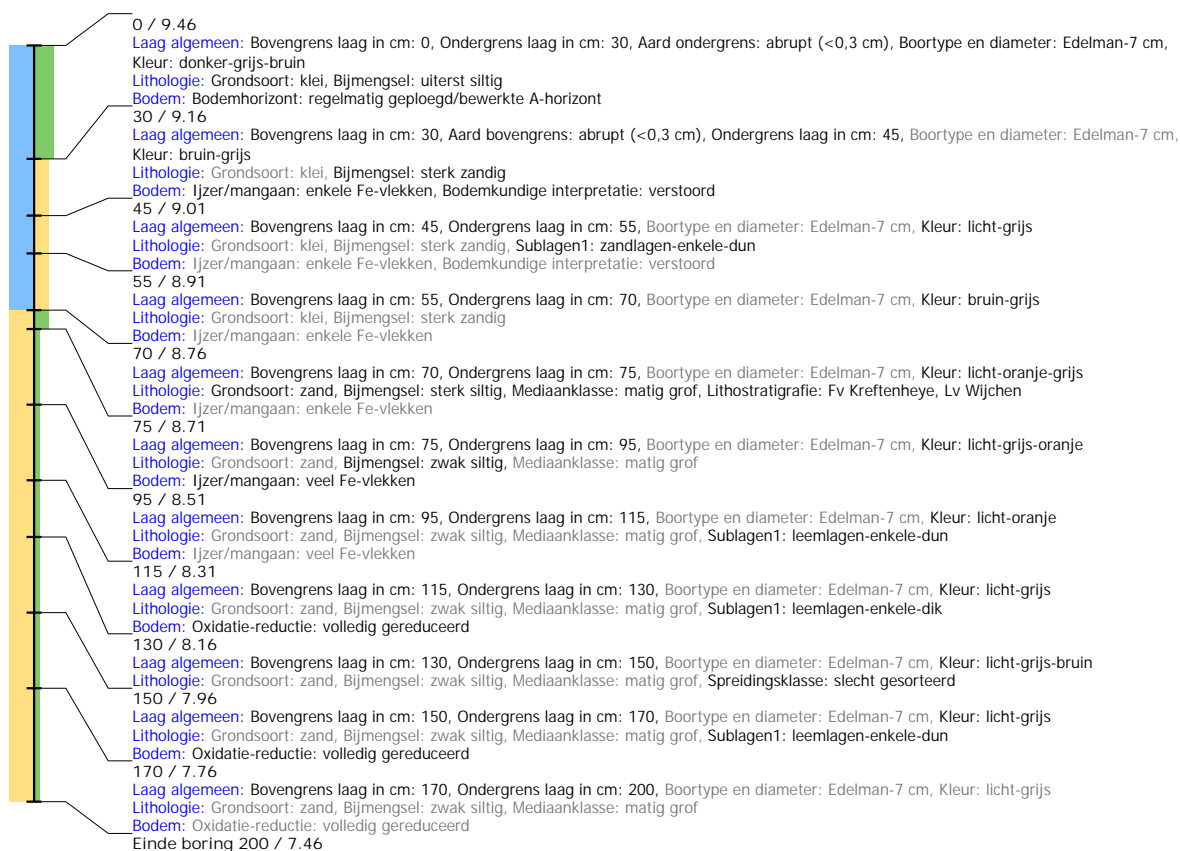 0 / 9.46
Laag algemeen: Bovengrens laag in cm: 0, Ondergrens laag in cm: 30, Aard ondergrens: abrupt (<0,3 cm), Boortype en diameter: Edelman-7 cm,
Kleur: donker-grijs-bruin
Lithologie: Grondsoort: klei, Bijmengsel: uiterst siltig
Bodem: Bodemhorizont: regelmatig geploegd/bewerkte A-horizont
30 / 9.16
Laag algemeen: Bovengrens laag in cm: 30, Aard bovengrens: abrupt (<0,3 cm), Ondergrens laag in cm: 45, Boortype en diameter: Edelman-7 cm,
Kleur: bruin-grijs
Lithologie: Grondsoort: klei, Bijmengsel: sterk zandig
Bodem: Ijzer/mangaan: enkele Fe-vlekken, Bodemkundige interpretatie: verstoord
45 / 9.01
Laag algemeen: Bovengrens laag in cm: 45, Ondergrens laag in cm: 55, Boortype en diameter: Edelman-7 cm, Kleur: licht-grijs
Lithologie: Grondsoort: klei, Bijmengsel: sterk zandig, Sublagen1: zandlagen-enkele-dun
Bodem: Ijzer/mangaan: enkele Fe-vlekken, Bodemkundige interpretatie: verstoord
55 / 8.91
Laag algemeen: Bovengrens laag in cm: 55, Ondergrens laag in cm: 70, Boortype en diameter: Edelman-7 cm, Kleur: bruin-grijs
Lithologie: Grondsoort: klei, Bijmengsel: sterk zandig
Bodem: Ijzer/mangaan: enkele Fe-vlekken
70 / 8.76
Laag algemeen: Bovengrens laag in cm: 70, Ondergrens laag in cm: 75, Boortype en diameter: Edelman-7 cm, Kleur: licht-oranje-grijs
Lithologie: Grondsoort: zand, Bijmengsel: sterk siltig, Mediaanklasse: matig grof, Lithostratigrafie: Fv Kreftenheye, Lv Wijchen
Bodem: Ijzer/mangaan: enkele Fe-vlekken
75 / 8.71
Laag algemeen: Bovengrens laag in cm: 75, Ondergrens laag in cm: 95, Boortype en diameter: Edelman-7 cm, Kleur: licht-grijs-oranje
Lithologie: Grondsoort: zand, Bijmengsel: zwak siltig, Mediaanklasse: matig grof
Bodem: Ijzer/mangaan: veel Fe-vlekken
95 / 8.51
Laag algemeen: Bovengrens laag in cm: 95, Ondergrens laag in cm: 115, Boortype en diameter: Edelman-7 cm, Kleur: licht-oranje
Lithologie: Grondsoort: zand, Bijmengsel: zwak siltig, Mediaanklasse: matig grof, Sublagen1: leemlagen-enkele-dun
Bodem: Ijzer/mangaan: veel Fe-vlekken
115 / 8.31
Laag algemeen: Bovengrens laag in cm: 115, Ondergrens laag in cm: 130, Boortype en diameter: Edelman-7 cm, Kleur: licht-grijs
Lithologie: Grondsoort: zand, Bijmengsel: zwak siltig, Mediaanklasse: matig grof, Sublagen1: leemlagen-enkele-dik
Bodem: Oxidatie-reductie: volledig gereduceerd
130 / 8.16
Laag algemeen: Bovengrens laag in cm: 130, Ondergrens laag in cm: 150, Boortype en diameter: Edelman-7 cm, Kleur: licht-grijs-bruin
Lithologie: Grondsoort: zand, Bijmengsel: zwak siltig, Mediaanklasse: matig grof, Spreidingsklasse: slecht gesorteerd
150 / 7.96
Laag algemeen: Bovengrens laag in cm: 150, Ondergrens laag in cm: 170, Boortype en diameter: Edelman-7 cm, Kleur: licht-grijs
Lithologie: Grondsoort: zand, Bijmengsel: zwak siltig, Mediaanklasse: matig grof, Sublagen1: leemlagen-enkele-dun
Bodem: Oxidatie-reductie: volledig gereduceerd
170 / 7.76
Laag algemeen: Bovengrens laag in cm: 170, Ondergrens laag in cm: 200, Boortype en diameter: Edelman-7 cm, Kleur: licht-grijs
Lithologie: Grondsoort: zand, Bijmengsel: zwak siltig, Mediaanklasse: matig grof
Bodem: Oxidatie-reductie: volledig gereduceerd
Einde boring 200 / 7.46